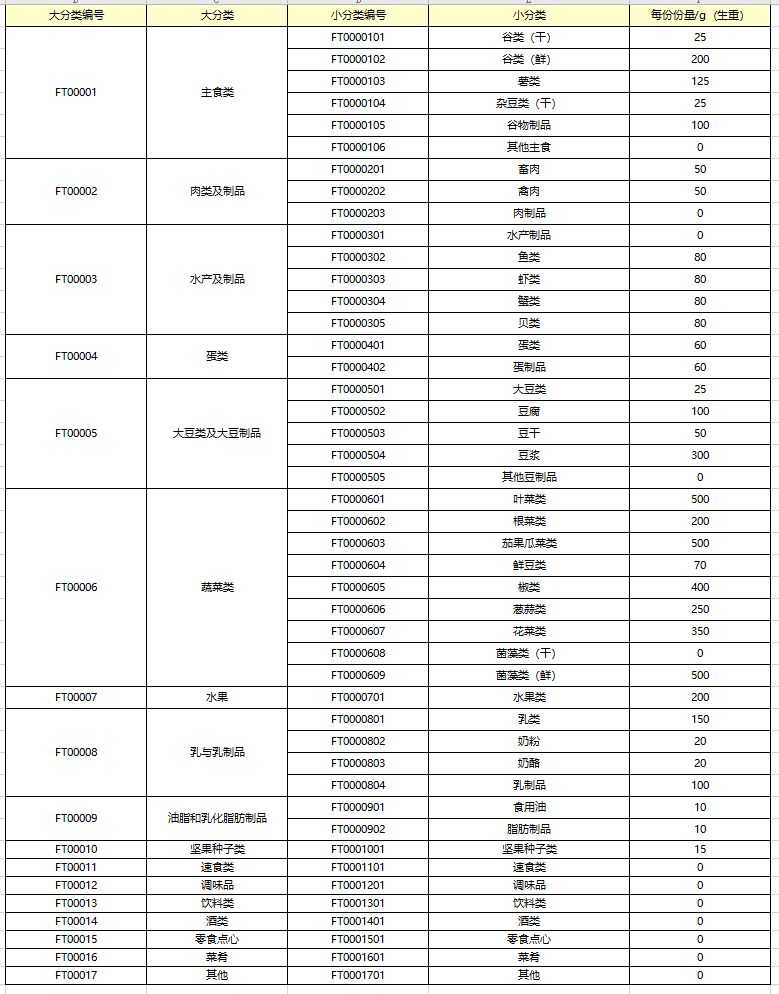 大分类编号 大分类 小分类编号 小分类 每份份量/g（生重）
FT00001 主食类 FT0000101 谷类（干） 25
FT0000102 谷类（鲜） 200
FT0000103 薯类 125
FT0000104 杂豆类（干） 25
FT0000105 谷物制品 100
FT0000106 其他主食 0
FT00002 肉类及制品 FT0000201 畜肉 50
FT0000202 禽肉 50
FT0000203 肉制品 0
FT00003 水产及制品 FT0000301 水产制品 0
FT0000302 鱼类 80
FT0000303 虾类 80
FT0000304 蟹类 80
FT0000305 贝类 80
FT00004 蛋类 FT0000401 蛋类 60
FT0000402 蛋制品 60
FT00005 大豆类及大豆制品 FT0000501 大豆类 25
FT0000502 豆腐 100
FT0000503 豆干 50
FT0000504 豆浆 300
FT0000505 其他豆制品 0
FT00006 蔬菜类 FT0000601 叶菜类 500
FT0000602 根菜类 200
FT0000603 茄果瓜菜类 500
FT0000604 鲜豆类 70
FT0000605 椒类 400
FT0000606 葱蒜类 250
FT0000607 花菜类 350
FT0000608 菌藻类（干） 0
FT0000609 菌藻类（鲜） 500
FT00007 水果 FT0000701 水果类 200
FT00008 乳与乳制品 FT0000801 乳类 150
FT0000802 奶粉 20
FT0000803 奶酪 20
FT0000804 乳制品 100
FT00009 油脂和乳化脂肪制品 FT0000901 食用油 10
FT0000902 脂肪制品 10
FT00010 坚果种子类 FT0001001 坚果种子类 15
FT00011 速食类 FT0001101 速食类 0
FT00012 调味品 FT0001201 调味品 0
FT00013 饮料类 FT0001301 饮料类 0
FT00014 酒类 FT0001401 酒类 0
FT00015 零食点心 FT0001501 零食点心 0
FT00016 菜肴 FT0001601 菜肴 0
FT00017 其他 FT0001701 其他 0